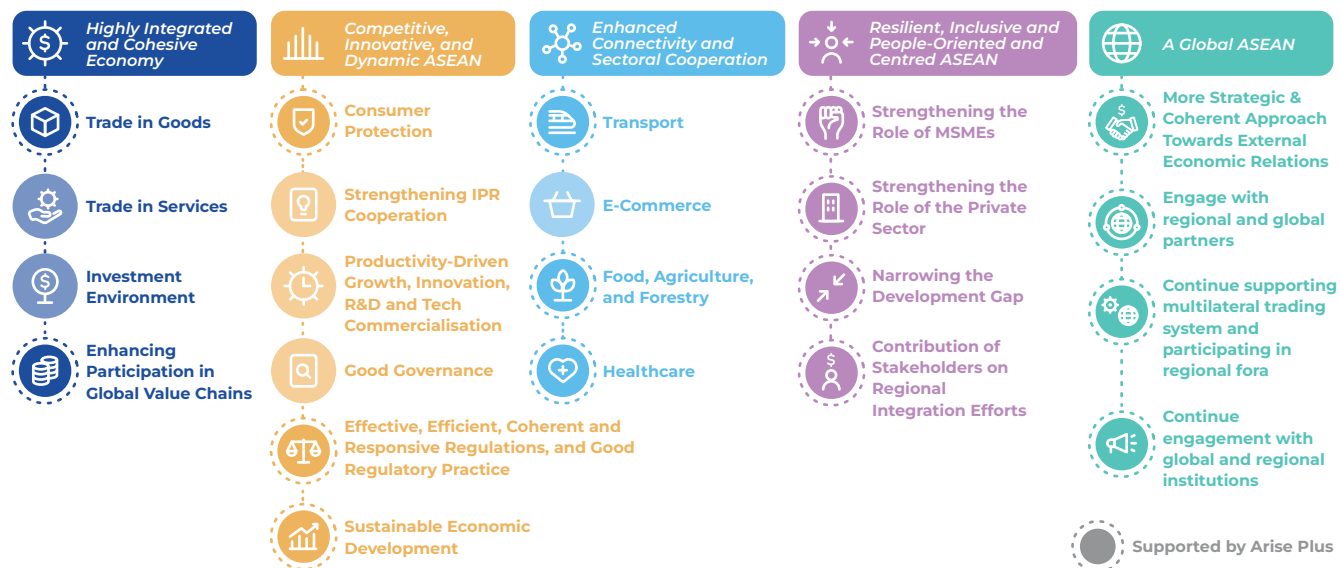 Highly Integrated
and Cohesive
Economy
Trade in Goods
Trade in Services
Investment
Environment
Enhancing
Participation in
Global Value Chains
Competitive,
Innovative, and
Dynamic ASEAN
Consumer
Protection
Strengthening IPR
Cooperation
Productivity-Driven
Growth, Innovation,
R&D and Tech
Commercialisation
Good Governance
Effective, Efficient, Coherent and
Responsive Regulations, and Good
Regulatory Practice
Sustainable Economic
Development
Enhanced
Connectivity and
Sectoral Cooperation
Transport
E-Commerce
Food, Agriculture,
and Forestry
Healthcare
Resilient, Inclusive and
People-Oriented and
Centred ASEAN
Strengthening the
Role of MSMEs
Strengthening the
Role of the Private
Sector
Narrowing the
Development Gap
Contribution of
Stakeholders on
Regional
Integration Efforts
A Global ASEAN
More Strategic &
Coherent Approach
Towards External
Economic Relations
Engage with
regional and global
partners
Continue supporting
multilateral trading
system and
participating in
regional fora
Continue
engagement with
global and regional
institutions
Supported by Arise Plus